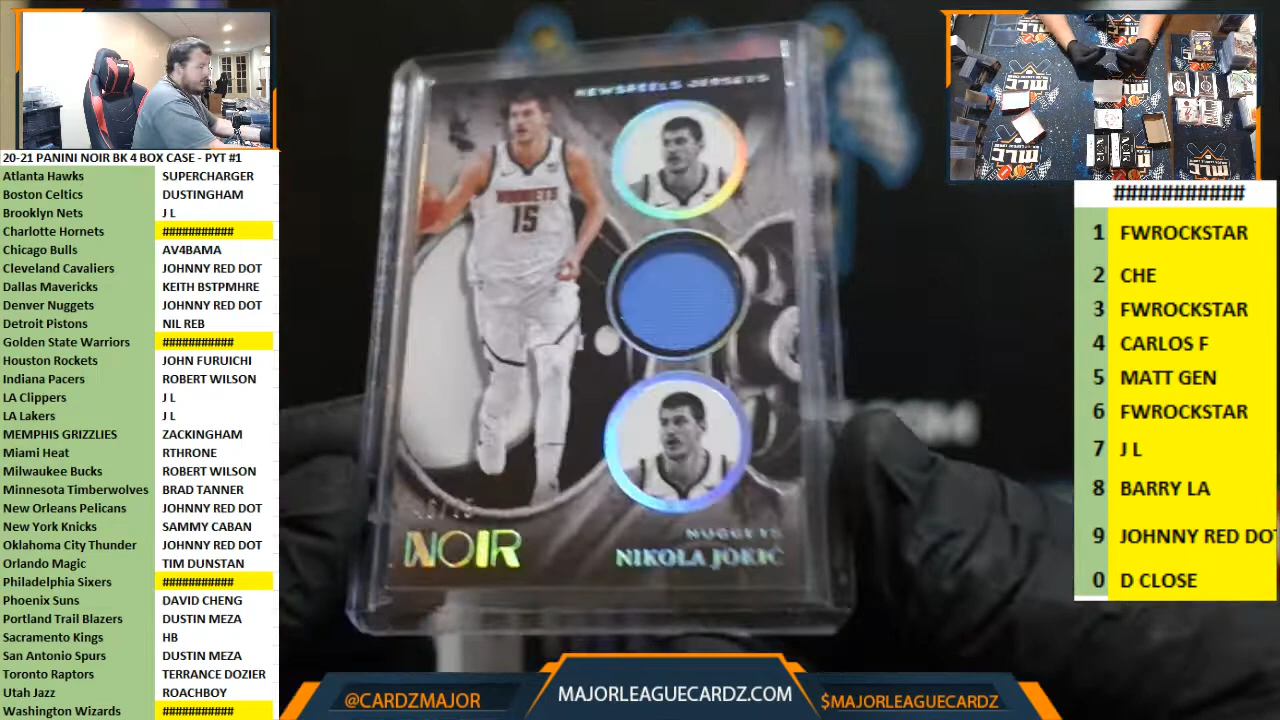 20-21 PANINI NOIR BK 4 BOX CASE - PYT #1
Atlanta Hawks SUPERCHARGER
Boston Celtics DUSTINGHAM
Brooklyn Nets J L
Charlotte Hornets ###########
Chicago Bulls AV4BAMA
Cleveland Cavaliers JOHNNY RED DOT
Dallas Mavericks KEITH BSTPMHRE
Denver Nuggets JOHNNY RED DOT
Detroit Pistons NIL REB
Golden State Warriors ###########
Houston Rockets JOHN FURUICHI
Indiana Pacers ROBERT WILSON
LA Clippers J L
LA Lakers J L
MEMPHIS GRIZZLIES ZACKINGHAM
Miami Heat RTHRONE
Milwaukee Bucks ROBERT WILSON
Minnesota Timberwolves BRAD TANNER
New Orleans Pelicans JOHNNY RED DOT
New York Knicks SAMMY CABAN
Oklahoma City Thunder JOHNNY RED DOT
Orlando Magic TIM DUNSTAN
Philadelphia Sixers ###########
Phoenix Suns DAVID CHENG
Portland Trail Blazers DUSTIN MEZA
Sacramento Kings HB
San Antonio Spurs DUSTIN MEZA
Toronto Raptors TERRANCE DOZIER
Utah Jazz ROACHBOY
Washington Wizards ###########
NEWSREELS JERSEYS
NUGGETS
15
NOIR
NUGGETS
NIKOLA JOKIĆ
MLC
MLC
MLC
NOIR
###########
1 FWROCKSTAR
2 CHE
3 FWROCKSTAR
4 CARLOS F
5 MATT GEN
6 FWROCKSTAR
7 J L
8 BARRY LA
9 JOHNNY RED DOT
0 D CLOSE
@CARDZMAJOR
MAJORLEAGUECARDZ.COM
$MAJORLEAGUECARDZ